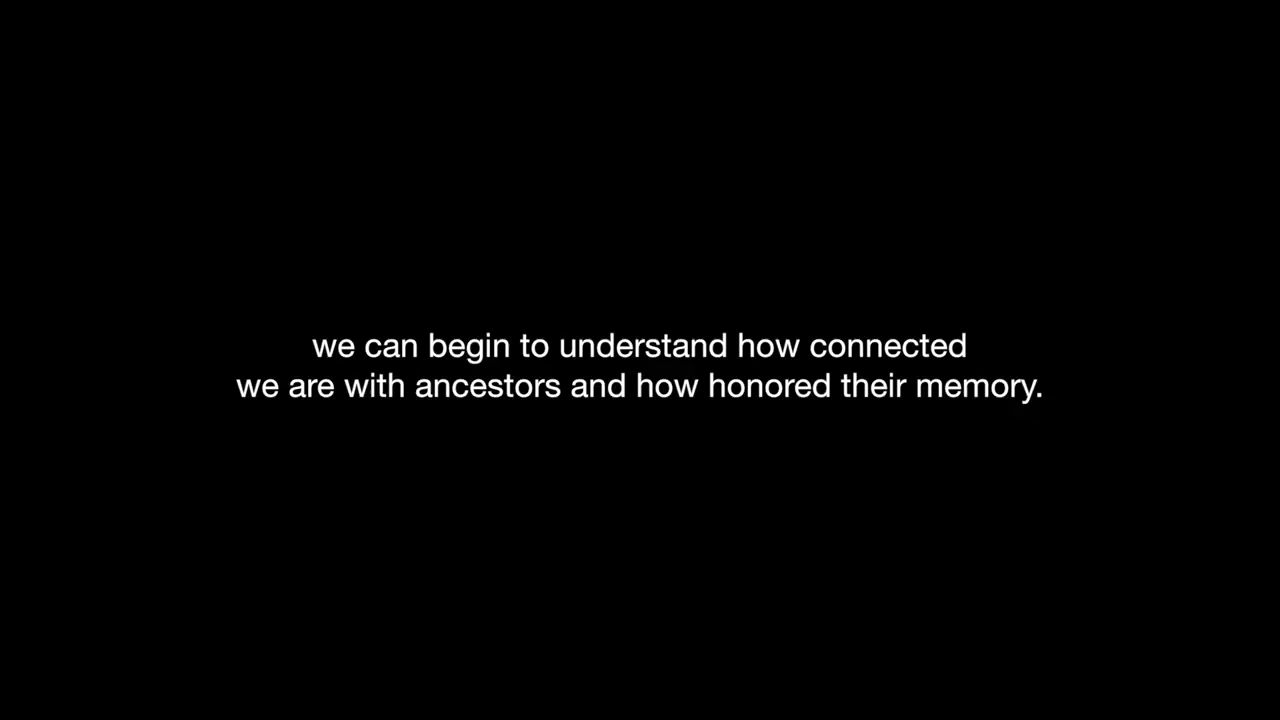 we can begin to understand how connected
we are with ancestors and how honored their memory.